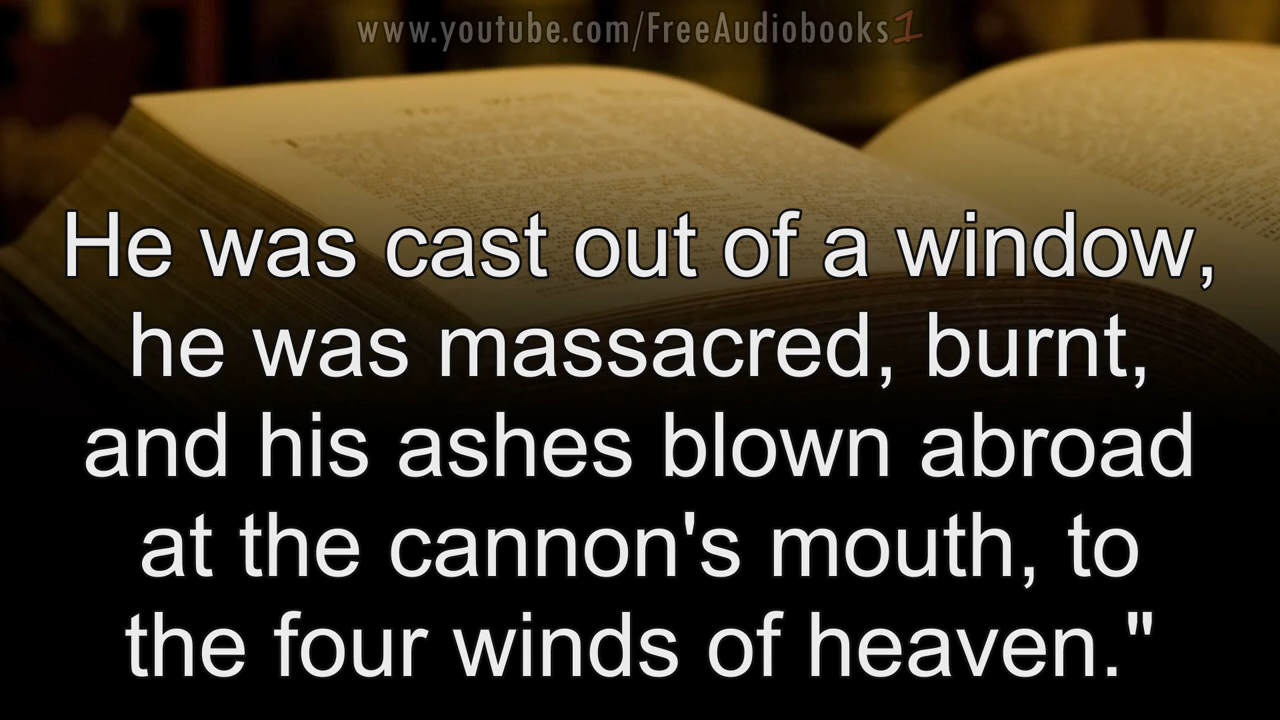 www.youtube.com/FreeAudiobooks1
He was cast out of a window,
he was massacred, burnt,
and his ashes blown abroad
at the cannon's mouth, to
the four winds of heaven."